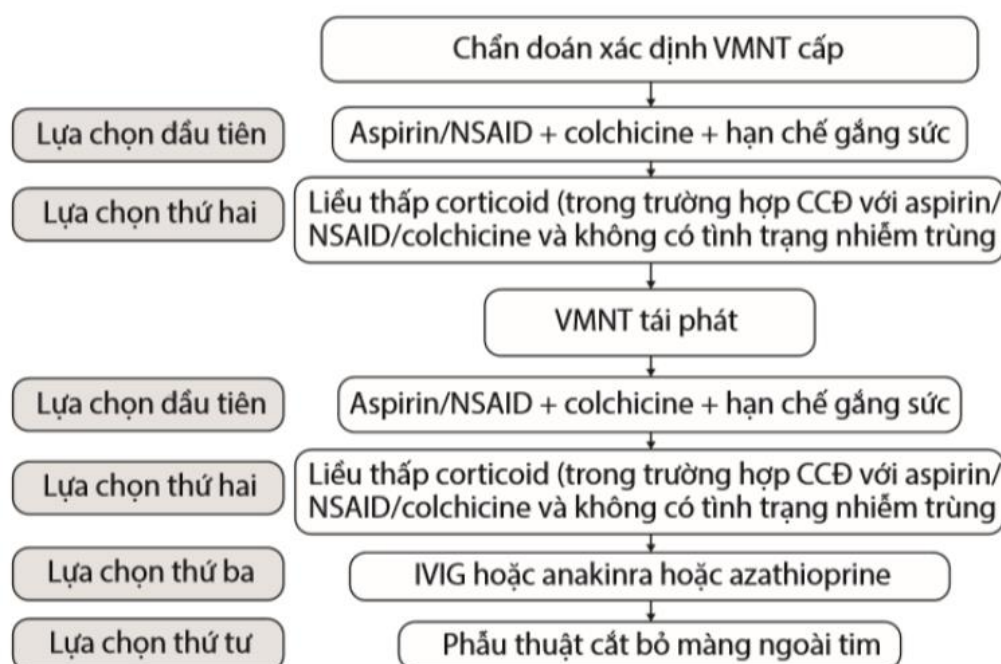 Chẩn doán xác dịnh VMNT cấp
Lựa chọn dầu tiên
Aspirin/NSAID + colchicine + hạn chế gắng sức
Lựa chọn thứ hai
Liều thấp corticoid (trong trường hợp CCĐ với aspirin/
NSAID/colchicine và không có tình trạng nhiễm trùng
VMNT tái phát
Lựa chọn dầu tiên
Aspirin/NSAID + colchicine + hạn chế gắng sức
Lựa chọn thứ hai
Liều thấp corticoid (trong trường hợp CCĐ với aspirin/
NSAID/colchicine và không có tình trạng nhiễm trùng
Lựa chọn thứ ba
IVIG hoặc anakinra hoặc azathioprine
Lựa chọn thứ tư
Phẫu thuật cắt bỏ màng ngoài tim